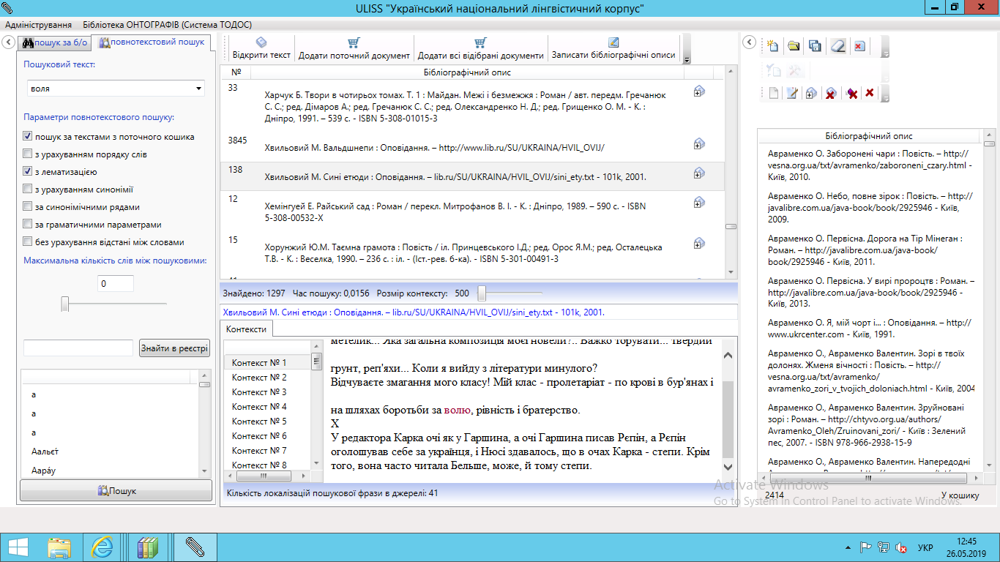 ULISS "Український національний лінгвістичний корпус"
Адміністрування Бібліотека ОНТОГРАФІВ (Система ТОДОС)
пошук за б/о повнотекстовий пошук
Пошуковий текст:
воля
Параметри повнотекстового пошуку:
пошук за текстами з поточного кошика
з урахуванням порядку слів
з лематизацією
з урахуванням синонімії
за синонімічними рядами
за граматичними параметрами
без урахування відстані між словами
Максимальна кількість слів між пошуковими:
0
Знайти в реєстрі
а
а
а
Аальєґ
Аарáу
Пошук
Відкрити текст Додати поточний документ Додати всі відібрані документи Записати бібліографічні описи
№ Бібліографічний опис
33
Харчук Б. Твори в чотирьох томах. Т. 1 : Майдан. Межі і безмежжя : Роман / авт. передм. Гречанюк
С. С.; ред. Дімаров А.; ред. Гречанюк С. С.; ред. Олександренко Н. Д.; ред. Грищенко О. М. - К. :
Дніпро, 1991. – 539 с. - ISBN 5-308-01015-3
3845
Хвильовий М. Вальдшнепи : Оповідання. – http://www.lib.ru/SU/UKRAINA/HVIL_OVIJ/
138
Хвильовий М. Сині етюди : Оповідання. – lib.ru/SU/UKRAINA/HVIL_OVIJ/sini_ety.txt - 101k, 2001.
12
Хемінгуей Е. Райський сад : Роман / перекл. Митрофанов В. І. - К. : Дніпро, 1989. – 590 с. - ISBN
5-308-00532-X
15
Хорунжий Ю.М. Таємна грамота : Повість / іл. Принцевського І.Д.; ред. Орос Я.М.; ред. Осталецька
Т.В. - К. : Веселка, 1990. – 236 с. : іл. - (Іст.-рев. б-ка). - ISBN 5-301-00491-3
Знайдено: 1297 Час пошуку: 0,0156 Розмір контексту: 500
Хвильовий М. Сині етюди : Оповідання. – lib.ru/SU/UKRAINA/HVIL_OVIJ/sini_ety.txt - 101k, 2001.
Контексти
Контекст № 1
Контекст № 2
Контекст № 3
Контекст № 4
Контекст № 5
Контекст № 6
Контекст № 7
Контекст № 8
метелик... Яка загальна композиція моєї новели?.. Важко торувати... твердий
ґрунт, реп'яхи... Коли я вийду з літератури минулого?
Відчуваєте змагання мого класу! Мій клас - пролетаріат - по крові в бур'янах і
на шляхах боротьби за волю, рівність і братерство.
X
У редактора Карка очі як у Гаршина, а очі Гаршина писав Рєпін, а Рєпін
оголошував себе за українця, і Нюсі здавалось, що в очах Карка - степи. Крім
того, вона часто читала Бельше, може, й тому степи.
Кількість локалізацій пошукової фрази в джерелі: 41
Бібліографічний опис
Авраменко О. Заборонені чари : Повість. – http://
vesna.org.ua/txt/avramenko/zaboroneni_czary.html -
Київ, 2010.
Авраменко О. Небо, повне зірок : Повість. – http://
javalibre.com.ua/java-book/book/2925946 - Київ,
2009.
Авраменко О. Первісна. Дорога на Тір Мінеган :
Роман. – http://javalibre.com.ua/java-book/
book/2925946 - Київ, 2011.
Авраменко О. Первісна. У вирі пророцтв : Роман. –
http://javalibre.com.ua/java-book/book/2925946 -
Київ, 2013.
Авраменко О. Я, мій чорт і... : Оповідання. – http://
www.ukrcenter.com - Київ, 1991.
Авраменко О., Авраменко Валентин. Зорі в твоїх
долонях. Жменя вічності : Повість. – http://
vesna.org.ua/txt/avramenko/
avramenko_zori_v_tvojich_doloniach.html - Київ, 2004
Авраменко О., Авраменко Валентин. Зруйновані
зорі : Роман. – http://chtyvo.org.ua/authors/
Avramenko_Oleh/Zruinovani_zori/ - Київ : Зелений
пес, 2007. - ISBN 978-966-2938-15-9
Авраменко О., Авраменко Валентин. Напередодні
2414 У кошику
Activate Windows
Go to System in Control Panel to activate Windows.
УКР
12:45
26.05.2019